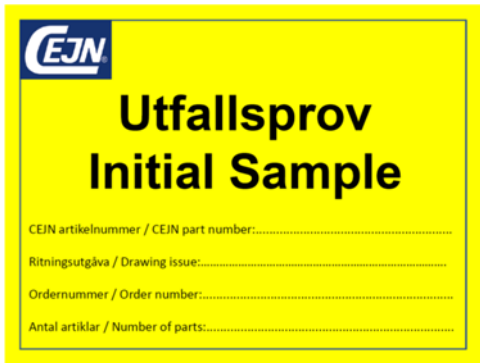 CEJN
Utfallsprov
Initial Sample
CEJN artikelnummer / CEJN part number:............................................................
Ritningsutgåva / Drawing issue:.........................................................................
Ordernummer / Order number:.........................................................................
Antal artiklar / Number of parts:.........................................................................